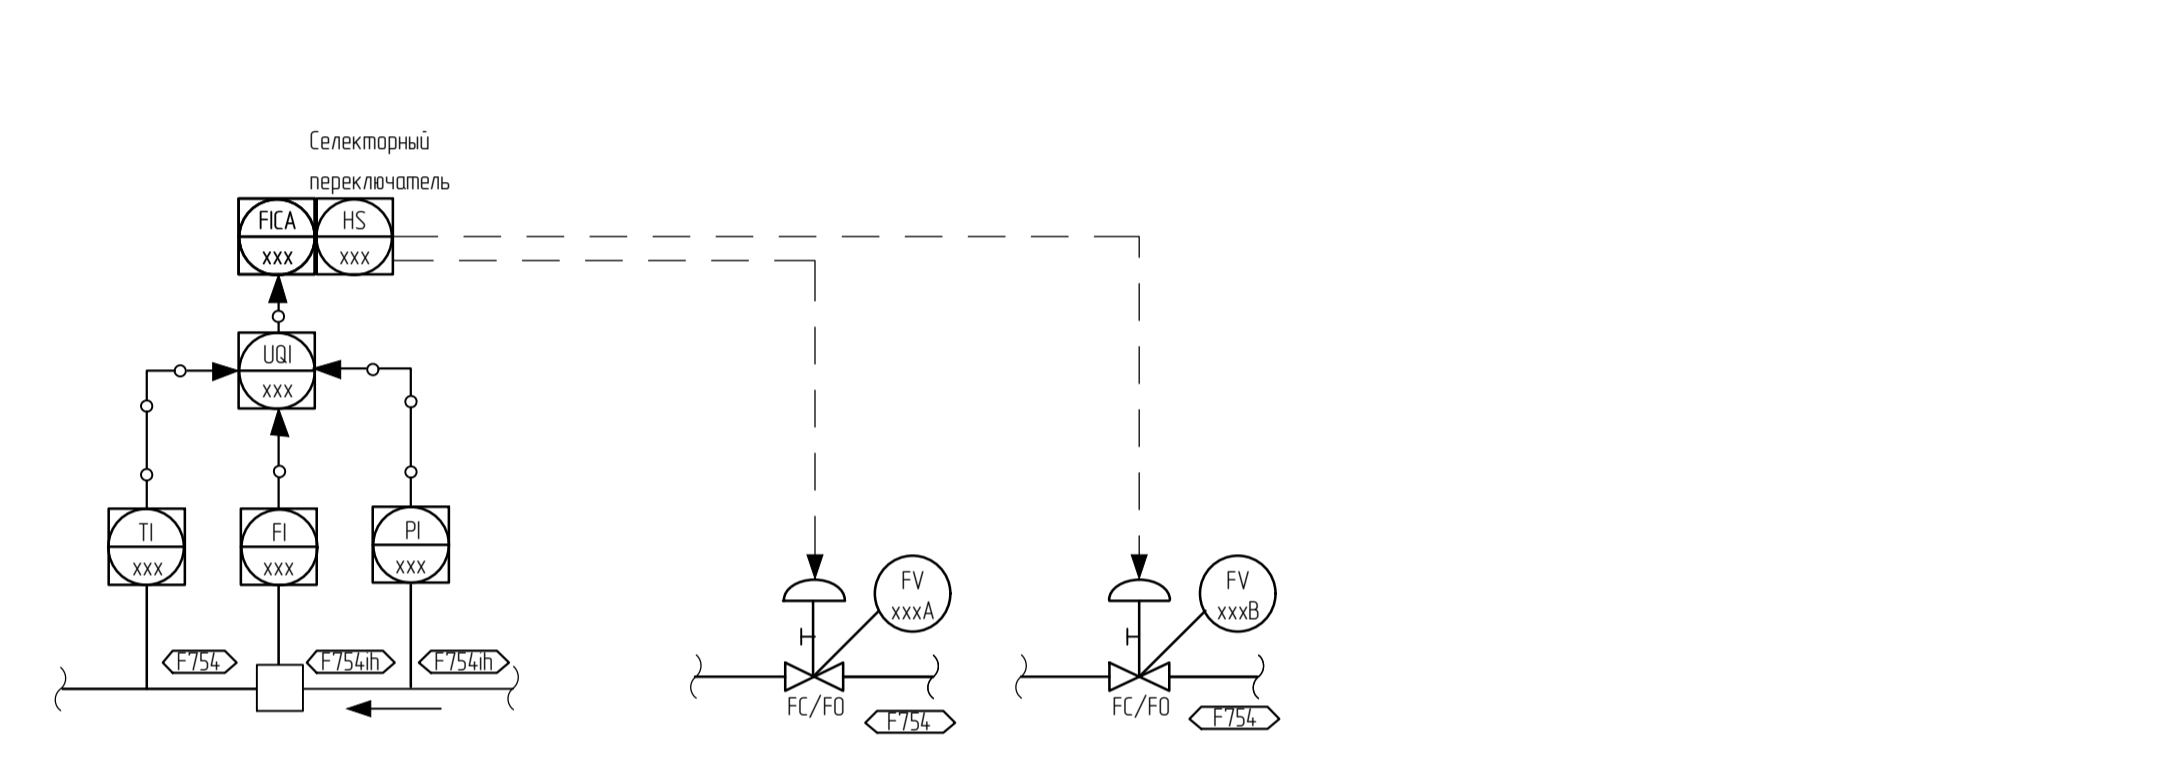 Селекторный
переключатель
FICA
xxx
HS
xxx
UQI
xxx
TI
xxx
FI
xxx
PI
xxx
F754
F754ih
F754ih
FV
xxxA
FC/FO
F754
FV
xxxB
FC/FO
F754